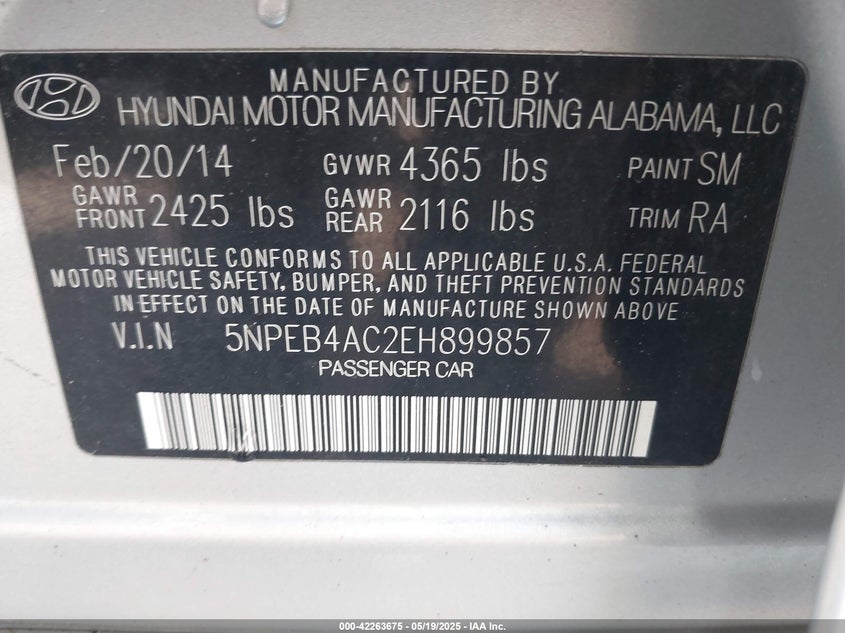 MANUFACTURED BY
HYUNDAI MOTOR MANUFACTURING ALABAMA, LLC
Feb/20/14 GVWR 4365 lbs PAINT SM
GAWR FRONT 2425 lbs GAWR REAR 2116 lbs TRIM RA
THIS VEHICLE CONFORMS TO ALL APPLICABLE U.S.A. FEDERAL
MOTOR VEHICLE SAFETY, BUMPER, AND THEFT PREVENTION STANDARDS
IN EFFECT ON THE DATE OF MANUFACTURE SHOWN ABOVE
V.I.N 5NPEB4AC2EH899857
PASSENGER CAR
000-42263675 - 05/19/2025 - IAA Inc.